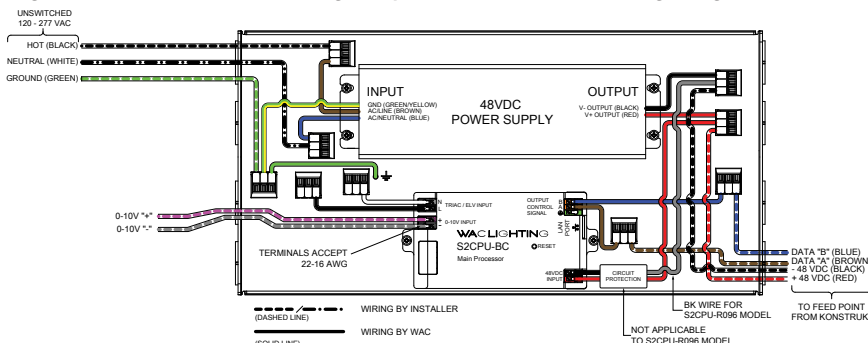 UNSWITCHED
120 - 277 VAC
HOT (BLACK)
NEUTRAL (WHITE)
GROUND (GREEN)
INPUT
GND (GREEN/YELLOW)
AC/LINE (BROWN)
AC/NEUTRAL (BLUE)
48VDC
POWER SUPPLY
OUTPUT
V- OUTPUT (BLACK)
V+ OUTPUT (RED)
N
L
TRIAC / ELV INPUT
+
-
0-10V INPUT
OUTPUT
CONTROL
SIGNAL
B
A
LAN
PORT
WAC LIGHTING
S2CPU-BC
Main Processor
RESET
48VDC
INPUT
CIRCUIT
PROTECTION
0-10V "+"
0-10V "-"
TERMINALS ACCEPT
22-16 AWG
DATA "B" (BLUE)
DATA "A" (BROWN
- 48 VDC (BLACK)
+ 48 VDC (RED)
TO FEED POINT
FROM KONSTRUK
BK WIRE FOR
S2CPU-R096 MODEL
NOT APPLICABLE
TO S2CPU-R096 MODEL
WIRING BY INSTALLER
(DASHED LINE)
WIRING BY WAC
(SOLID LINE)